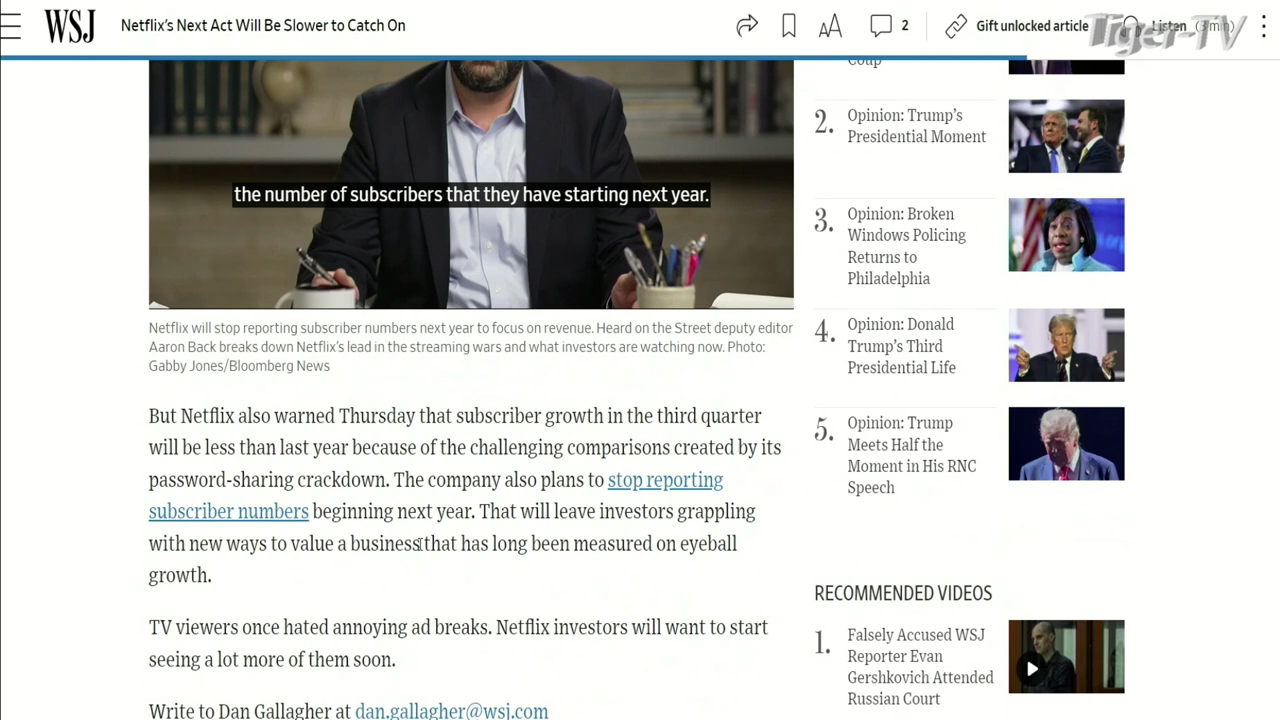 WSJ
Netflix's Next Act Will Be Slower to Catch On
2
Gift unlocked article
Listen (3 min)
Tiger-TV
the number of subscribers that they have starting next year.
Netflix will stop reporting subscriber numbers next year to focus on revenue. Heard on the Street deputy editor
Aaron Back breaks down Netflix's lead in the streaming wars and what investors are watching now. Photo:
Gabby Jones/Bloomberg News
But Netflix also warned Thursday that subscriber growth in the third quarter
will be less than last year because of the challenging comparisons created by its
password-sharing crackdown. The company also plans to stop reporting
subscriber numbers beginning next year. That will leave investors grappling
with new ways to value a business that has long been measured on eyeball
growth.
TV viewers once hated annoying ad breaks. Netflix investors will want to start
seeing a lot more of them soon.
Write to Dan Gallagher at dan.gallagher@wsj.com
Coup
2. Opinion: Trump's
Presidential Moment
3. Opinion: Broken
Windows Policing
Returns to
Philadelphia
4. Opinion: Donald
Trump's Third
Presidential Life
5. Opinion: Trump
Meets Half the
Moment in His RNC
Speech
RECOMMENDED VIDEOS
1. Falsely Accused WSJ
Reporter Evan
Gershkovich Attended
Russian Court